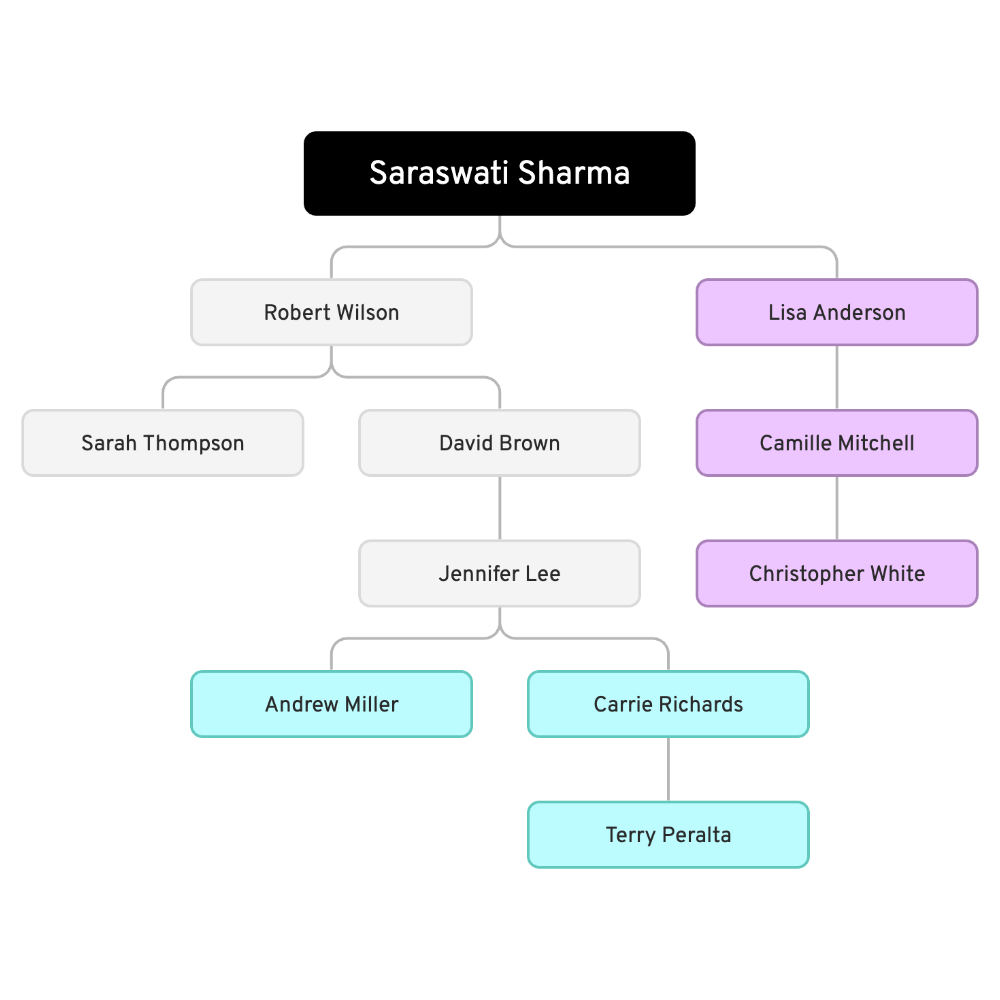 Saraswati Sharma
Robert Wilson
Lisa Anderson
Sarah Thompson
David Brown
Camille Mitchell
Jennifer Lee
Christopher White
Andrew Miller
Carrie Richards
Terry Peralta